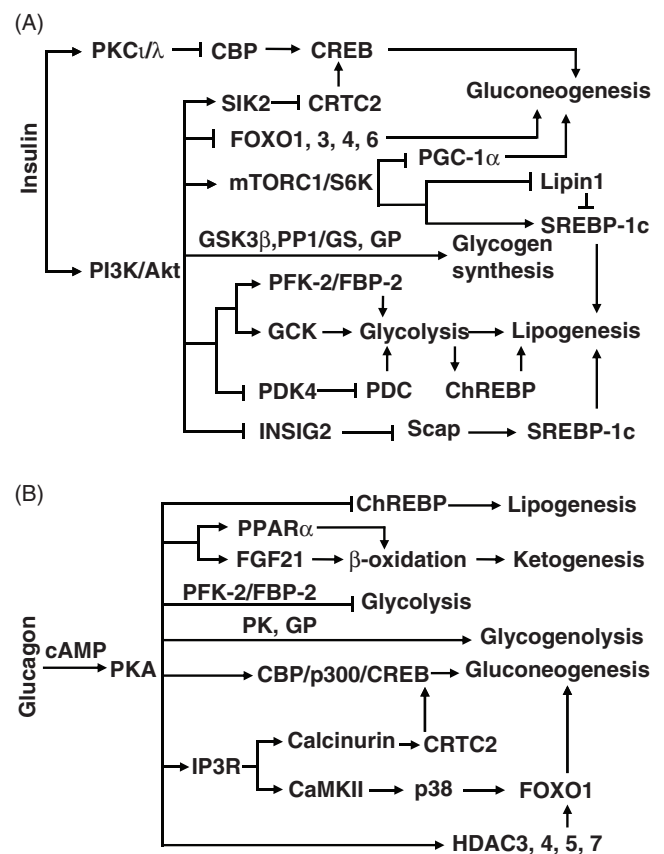 (A)
PKCι/λ CBP CREB
SIK2 CRTC2 Gluconeogenesis
FOXO1, 3, 4, 6
PGC-1α
mTORC1/S6K Lipin1
Insulin
SREBP-1c
GSK3β,PP1/GS, GP Glycogen
synthesis
PI3K/Akt
PFK-2/FBP-2
GCK Glycolysis Lipogenesis
PDK4 PDC ChREBP
INSIG2 Scap SREBP-1c
(B)
ChREBP Lipogenesis
PPARα
FGF21 β-oxidation Ketogenesis
PFK-2/FBP-2 Glycolysis
PK, GP Glycogenolysis
Glucagon cAMP PKA
CBP/p300/CREB Gluconeogenesis
Calcinurin CRTC2
IP3R
CaMKII p38 FOXO1
HDAC3, 4, 5, 7